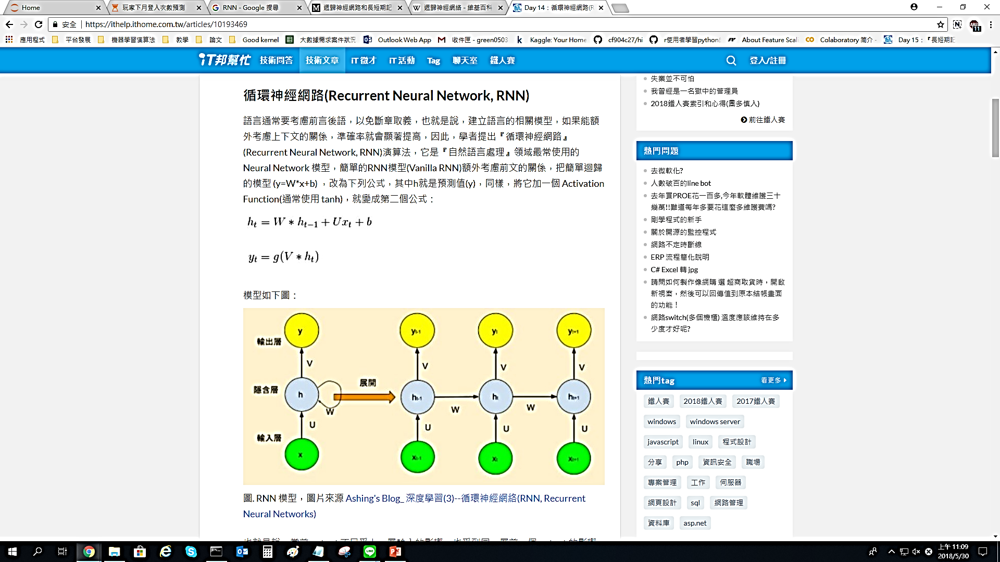 Home
玩家下月登入次數預測
RNN - Google 搜尋
遞歸神經網路和長短期記
遞歸神經網絡 - 維基百科
Day 14：循環神經網路(R
安全 | https://ithelp.ithome.com.tw/articles/10193469
應用程式 平台發展 機器學習演算法 教學 論文 Good kernel 大數據需求案件狀況 Outlook Web App 收件匣 - green0503 Kaggle: Your Home cf904c27/hi r使用者學習python About Feature Scali Colaboratory 簡介 - Day 15：『長短期記
iT邦幫忙 技術問答 技術文章 iT 徵才 iT 活動 Tag 聊天室 鐵人賽 登入/註冊
循環神經網路(Recurrent Neural Network, RNN)
語言通常要考慮前言後語，以免斷章取義，也就是說，建立語言的相關模型，如果能額
外考慮上下文的關係，準確率就會顯著提高，因此，學者提出『循環神經網路』
(Recurrent Neural Network, RNN)演算法，它是『自然語言處理』領域最常使用的
Neural Network 模型，簡單的RNN模型(Vanilla RNN)額外考慮前文的關係，把簡單迴歸
的模型 (y=W*x+b) ，改為下列公式，其中h就是預測值(y)，同樣，將它加一個 Activation
Function(通常使用 tanh)，就變成第二個公式：
h_t = W * h_{t-1} + Ux_t + b
y_t = g(V * h_t)
模型如下圖：
y y_{t-1} y_t y_{t+1}
輸出層
V V V V
展開
隱含層 h h_{t-1} h_t h_{t+1}
W W W
U U U U
輸入層
x x_{t-1} x_t x_{t+1}
圖. RNN 模型，圖片來源 Ashing's Blog_ 深度學習(3)--循環神經網絡(RNN, Recurrent
Neural Networks)
失業並不可怕
我曾經是一名獄中的管理員
2018鐵人賽索引和心得(圖多慎入)
前往鐵人賽
熱門問題
去微軟化?
人數破百的line bot
去年買PROE花一百多,今年軟體維護三十
幾萬!!難道每年多要花這麼多維護費嗎?
剛學程式的新手
關於開源的監控程式
網路不定時斷線
ERP 流程簡化說明
C# Excel 轉 jpg
請問如何製作像網購 選 超商取貨時，開啟
新視窗，然後可以回傳值到原本結帳畫面
的功能！
網路switch(多個機櫃) 溫度應該維持在多
少度才好呢?
熱門tag 看更多
鐵人賽 2018鐵人賽 2017鐵人賽
windows windows server
javascript linux 程式設計
分享 php 資訊安全 職場
專案管理 工作 伺服器
網頁設計 sql 網路管理
資料庫 asp.net
上午 11:09
2018/5/30